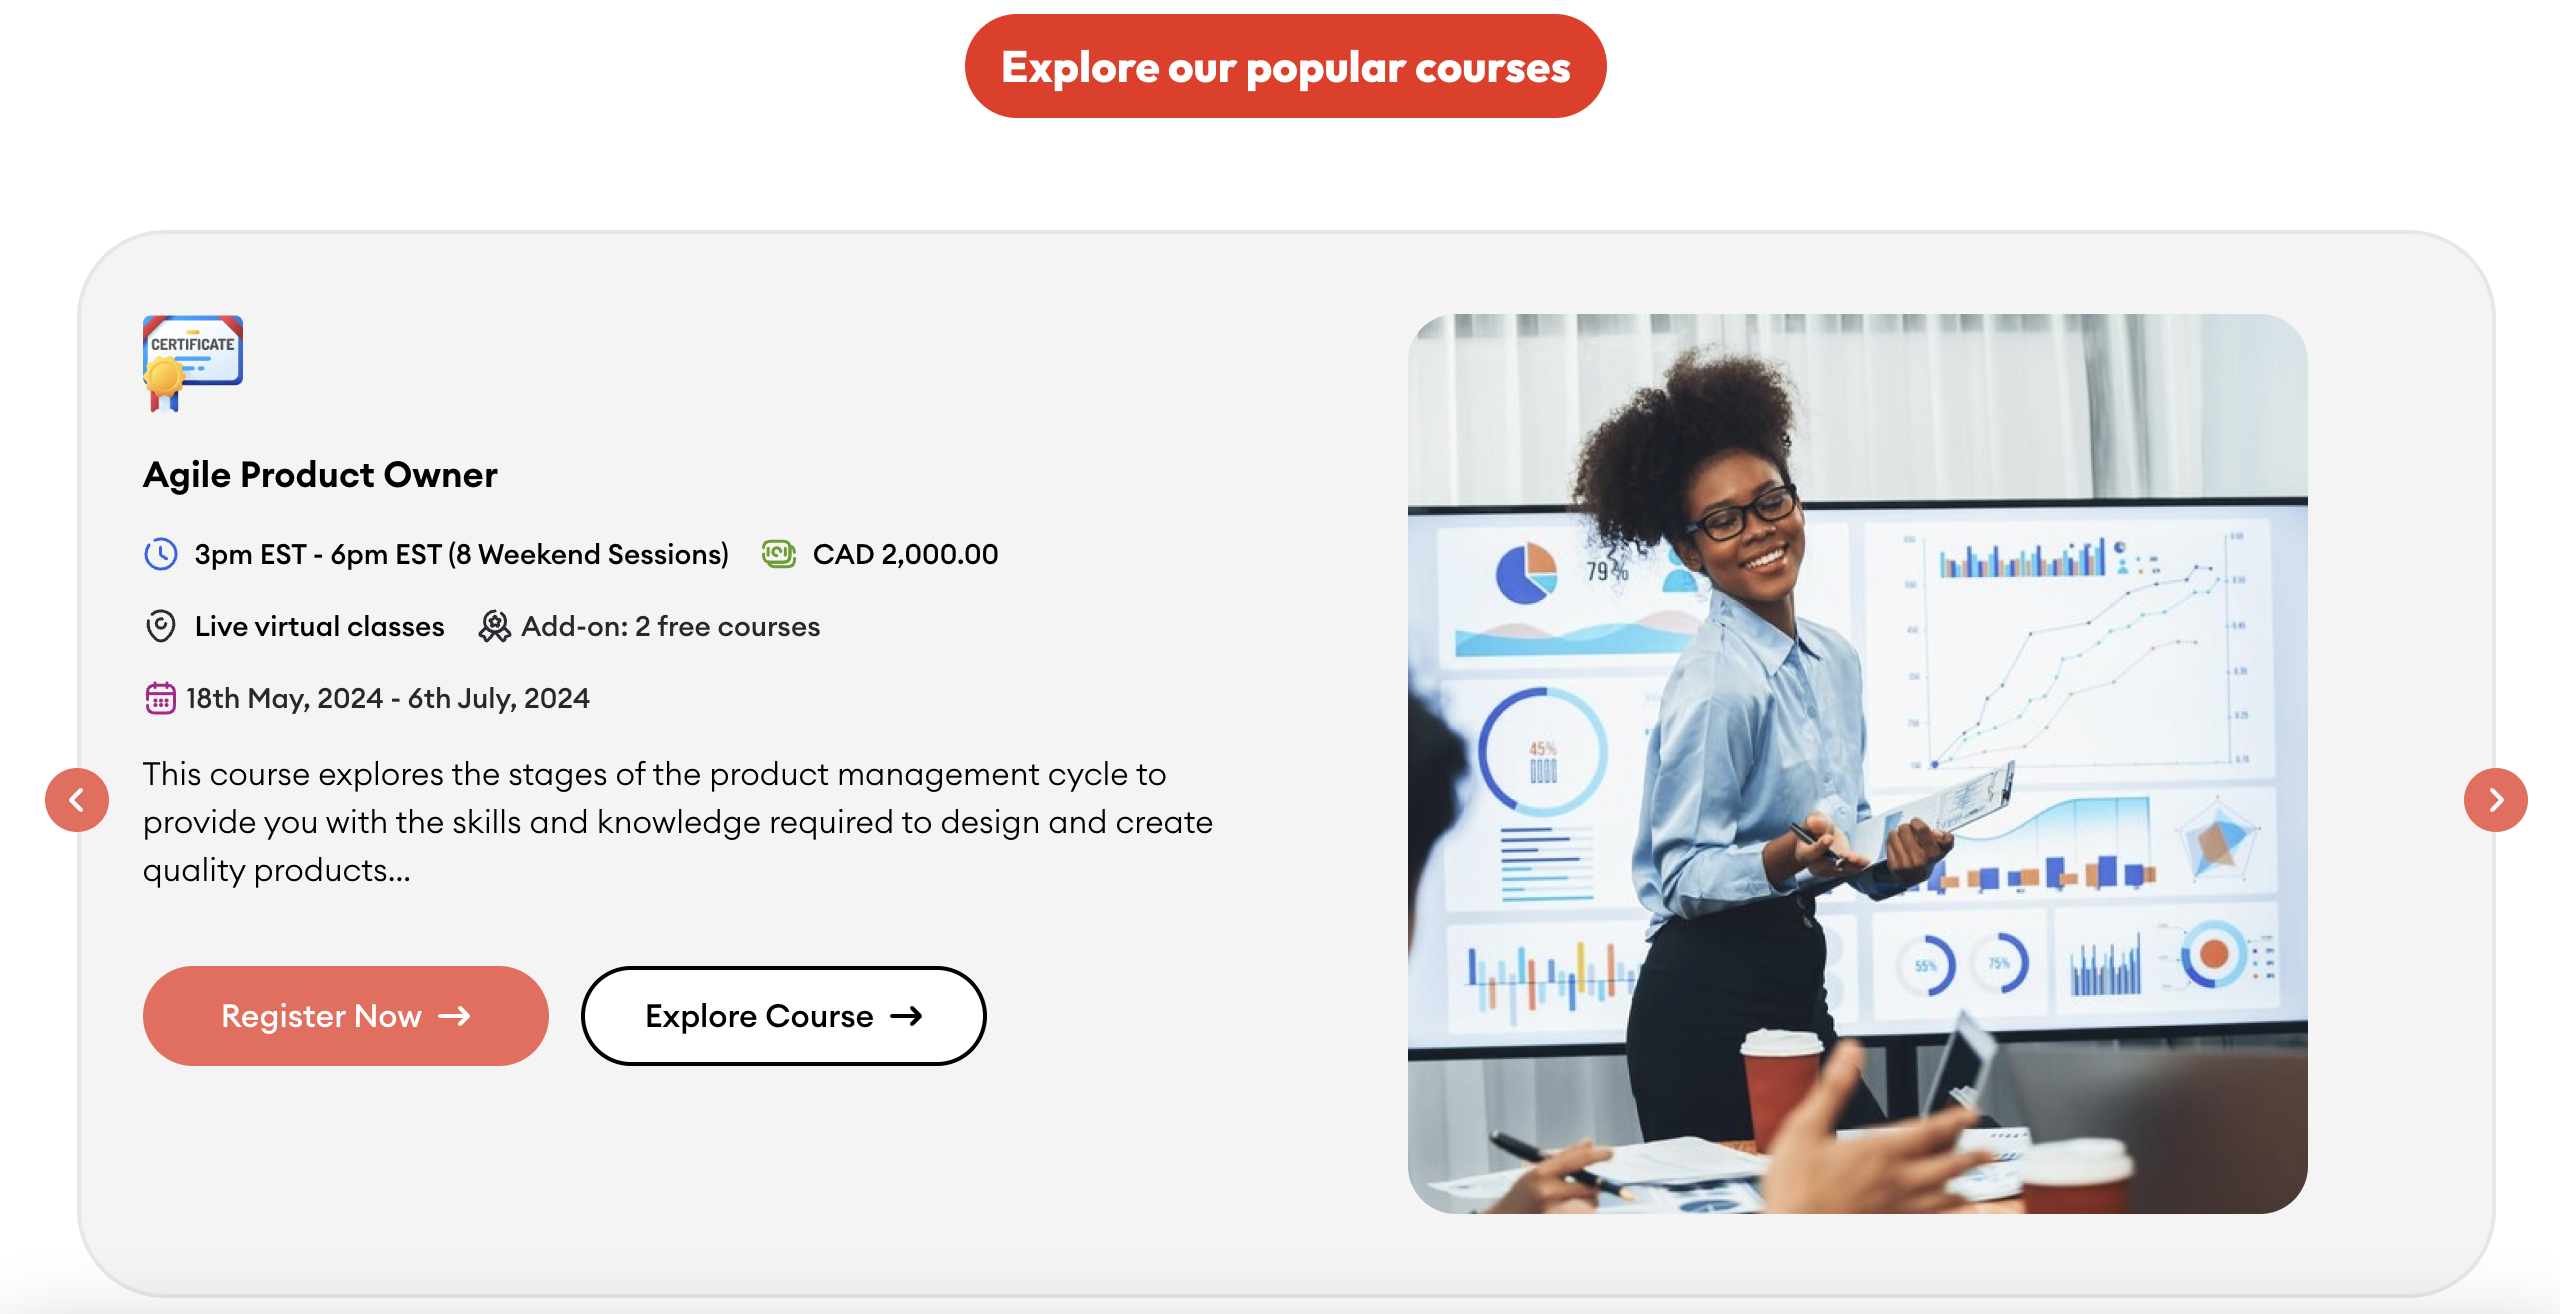 Explore our popular courses
CERTIFICATE
Agile Product Owner
3pm EST - 6pm EST (8 Weekend Sessions) CAD 2,000.00
Live virtual classes Add-on: 2 free courses
18th May, 2024 - 6th July, 2024
This course explores the stages of the product management cycle to
provide you with the skills and knowledge required to design and create
quality products...
Register Now →
Explore Course →
79%
45%
55%
75%